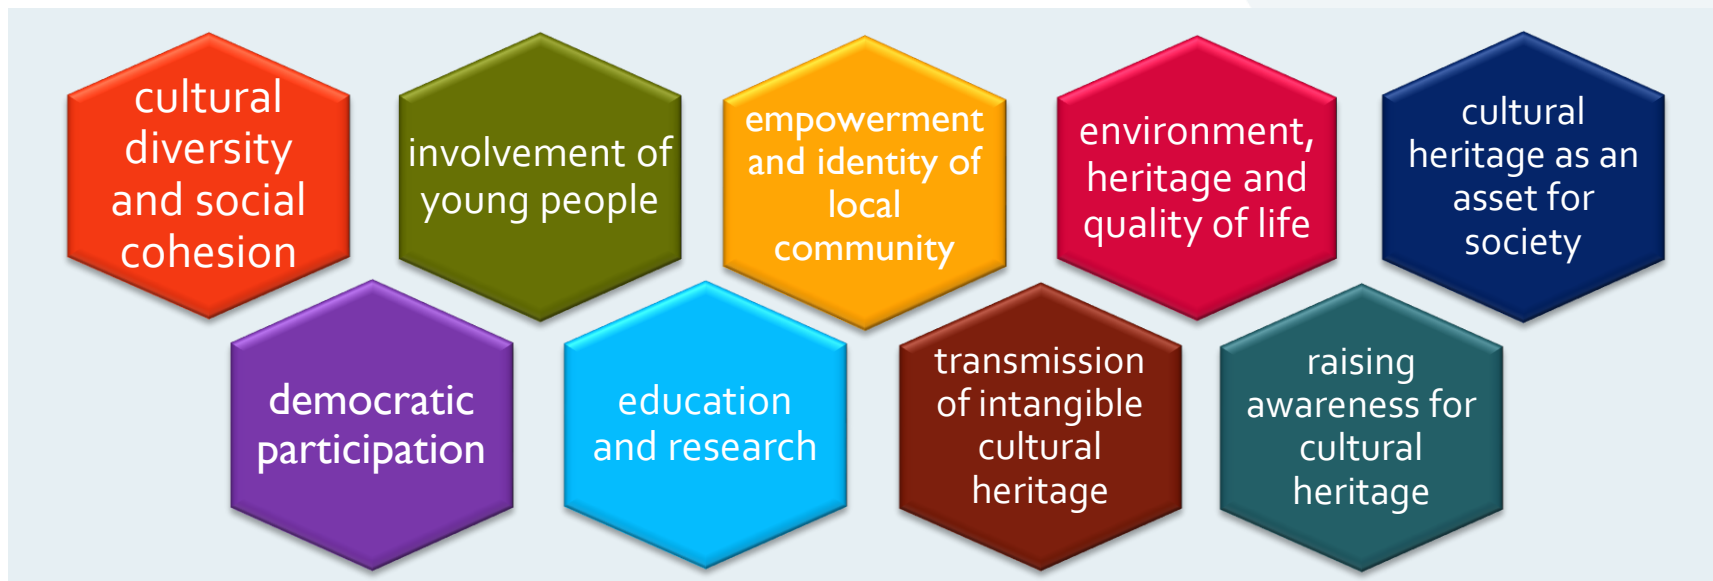 cultural
diversity
and social
cohesion
involvement of
young people
empowerment
and identity of
local
community
environment,
heritage and
quality of life
cultural
heritage as an
asset for
society
democratic
participation
education
and research
transmission
of intangible
cultural
heritage
raising
awareness for
cultural
heritage